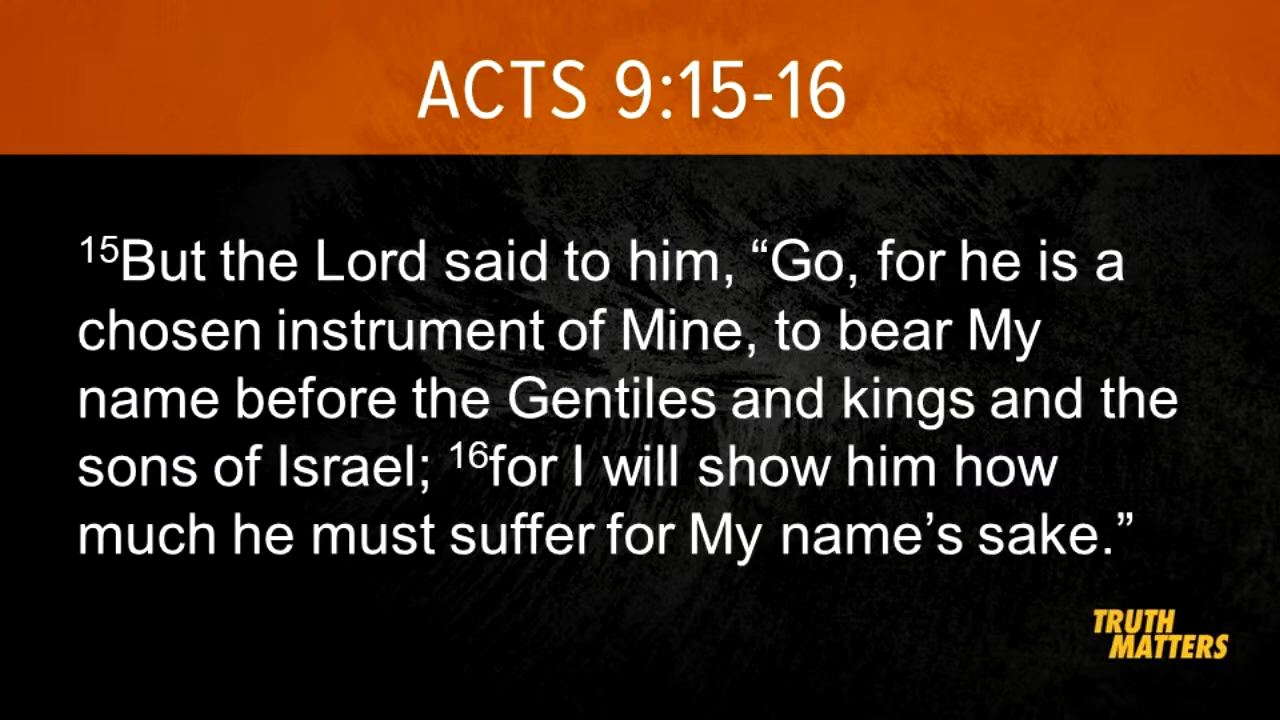 ACTS 9:15-16
15But the Lord said to him, “Go, for he is a
chosen instrument of Mine, to bear My
name before the Gentiles and kings and the
sons of Israel; 16for I will show him how
much he must suffer for My name’s sake.”
TRUTH
MATTERS